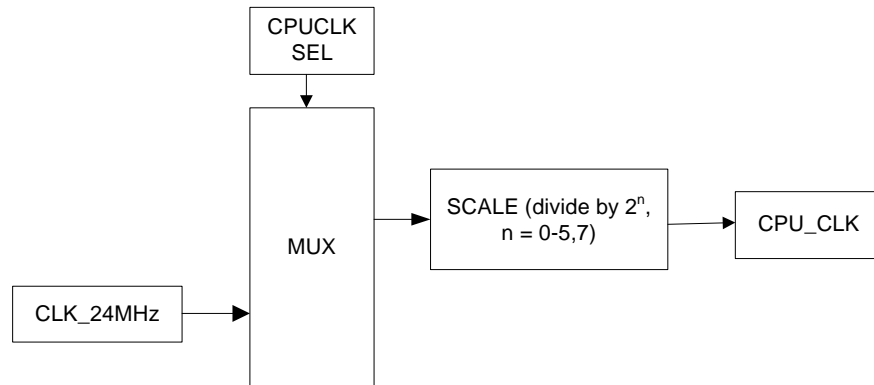 CPUCLK
SEL
MUX
SCALE (divide by 2ⁿ,
n = 0-5,7)
CPU_CLK
CLK_24MHz